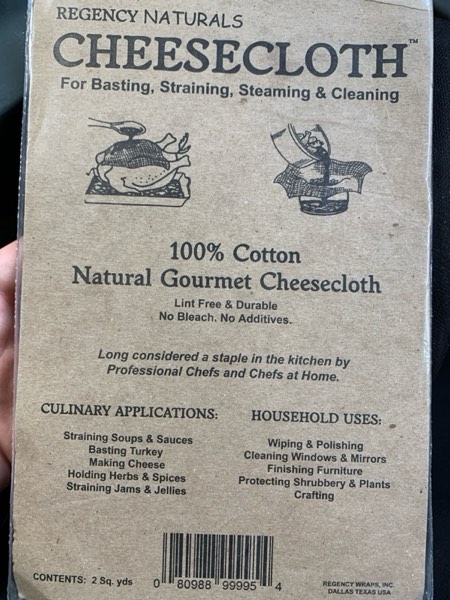 REGENCY NATURALS
CHEESECLOTH™
For Basting, Straining, Steaming & Cleaning
100% Cotton
Natural Gourmet Cheesecloth
Lint Free & Durable
No Bleach. No Additives.
Long considered a staple in the kitchen by
Professional Chefs and Chefs at Home.
CULINARY APPLICATIONS:
Straining Soups & Sauces
Basting Turkey
Making Cheese
Holding Herbs & Spices
Straining Jams & Jellies
HOUSEHOLD USES:
Wiping & Polishing
Cleaning Windows & Mirrors
Finishing Furniture
Protecting Shrubbery & Plants
Crafting
CONTENTS: 2 Sq. yds
0 80988 99995 4
REGENCY WRAPS, INC.
DALLAS TEXAS USA